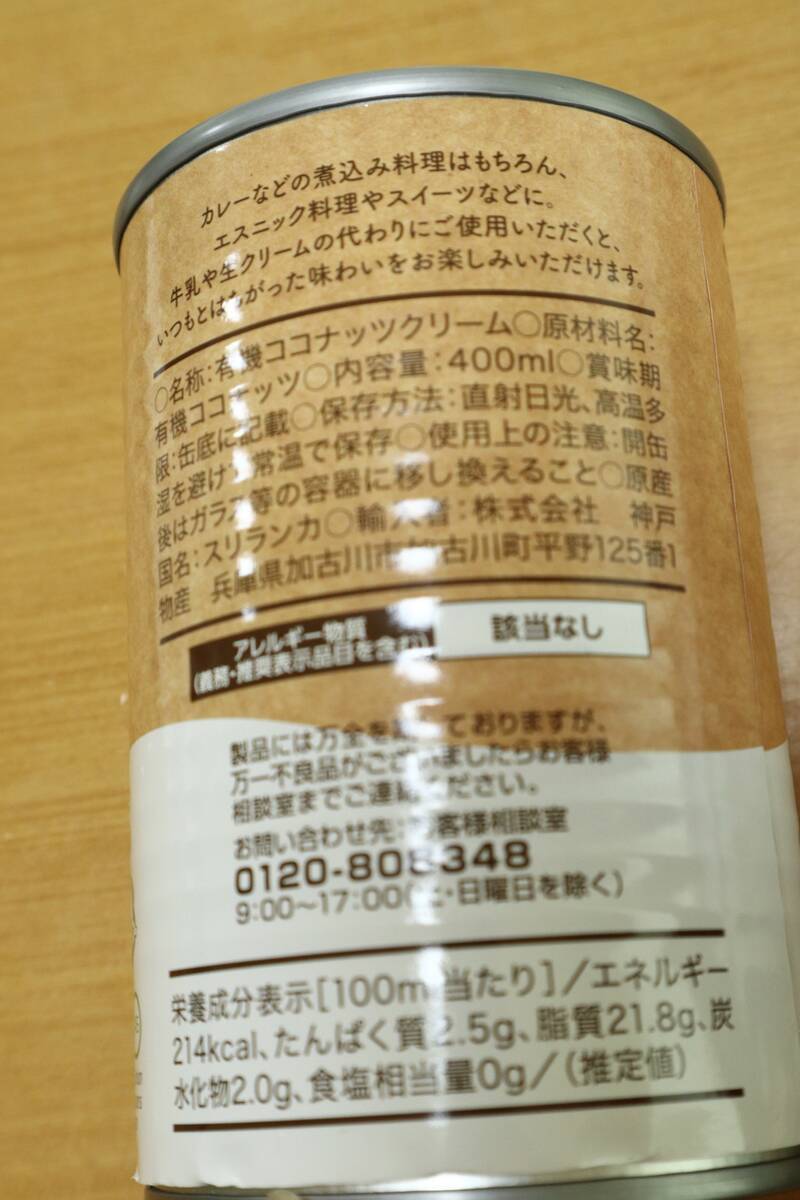 カレーなどの煮込み料理はもちろん、
エスニック料理やスイーツなどに。
牛乳や生クリームの代わりにご使用いただくと、
いつもとはちがった味わいをお楽しみいただけます。
○名称:有機ココナッツクリーム○原材料名:
有機ココナッツ○内容量:400ml○賞味期
限:缶底に記載○保存方法:直射日光、高温多
湿を避けて常温で保存○使用上の注意:開缶
後はガラス等の容器に移し換えること○原産
国名:スリランカ○輸入者:株式会社 神戸
物産 兵庫県加古川市加古川町平野125番1
アレルギー物質
(義務・推奨表示品目を含む)
該当なし
製品には万全を期しておりますが、
万一不良品がございましたらお客様
相談室までご連絡ください。
お問い合わせ先:お客様相談室
0120-808-348
9:00〜17:00(土・日曜日を除く)
栄養成分表示[100ml当たり]/エネルギー
214kcal、たんぱく質2.5g、脂質21.8g、炭
水化物2.0g、食塩相当量0g/(推定値)